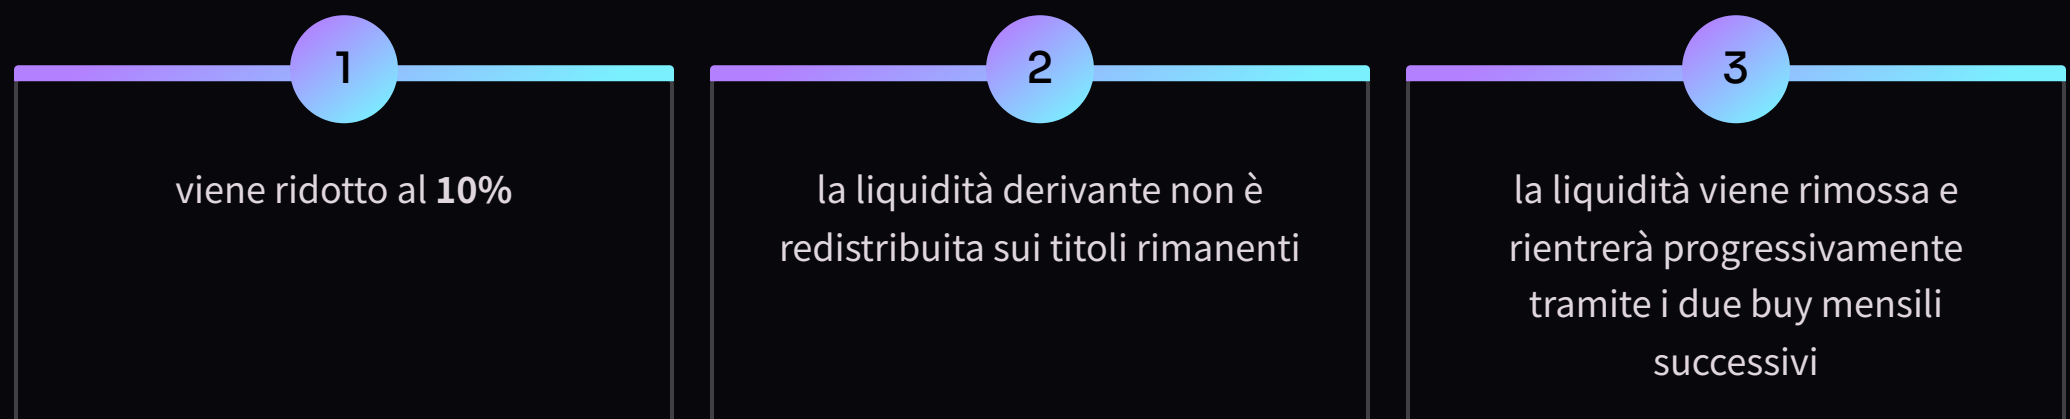 1
viene ridotto al 10%
2
la liquidità derivante non è
redistribuita sui titoli rimanenti
3
la liquidità viene rimossa e
rientrerà progressivamente
tramite i due buy mensili
successivi